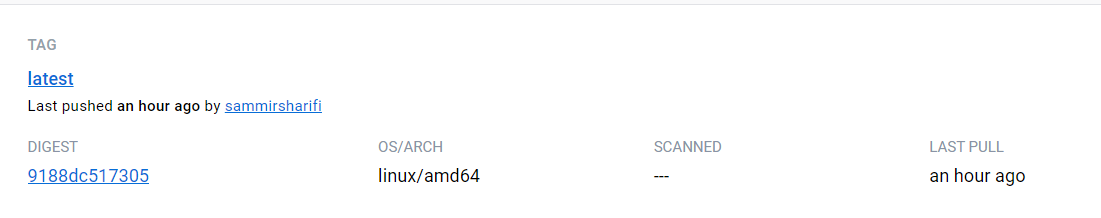 TAG
latest
Last pushed an hour ago by sammirsharifi
DIGEST OS/ARCH SCANNED LAST PULL
9188dc517305 linux/amd64 --- an hour ago